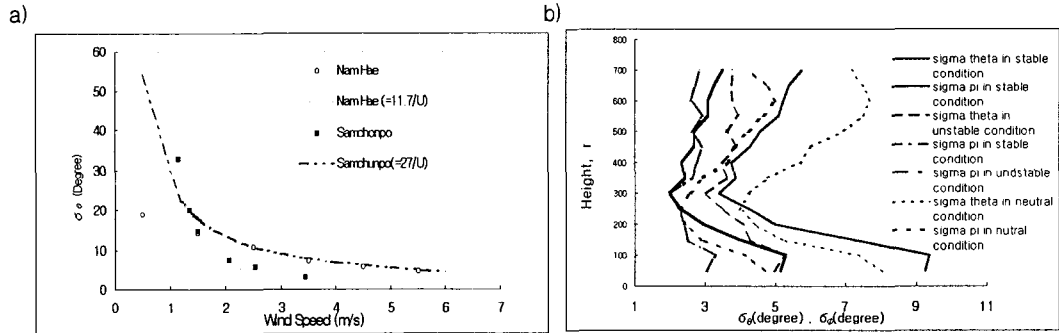 a)
60
50
40
30
20
10
0
σθ (Degree)
0 1 2 3 4 5 6 7
Wind Speed (m/s)
Nam Hae
Nam Hae (=11.7/U)
Samchonpo
Samchunpo(=27/U)
b)
800
700
600
500
400
300
200
100
0
Height, r
1 3 5 7 9 11
σθ(degree) , σφ(degree)
sigma theta in stable
condition
sigma pi in stable
condition
sigma theta in
unstable condition
sigma pi in stable
condition
sigma pi in undstable
condition
sigma theta in neutral
condition
sigma pi in nutral
condition